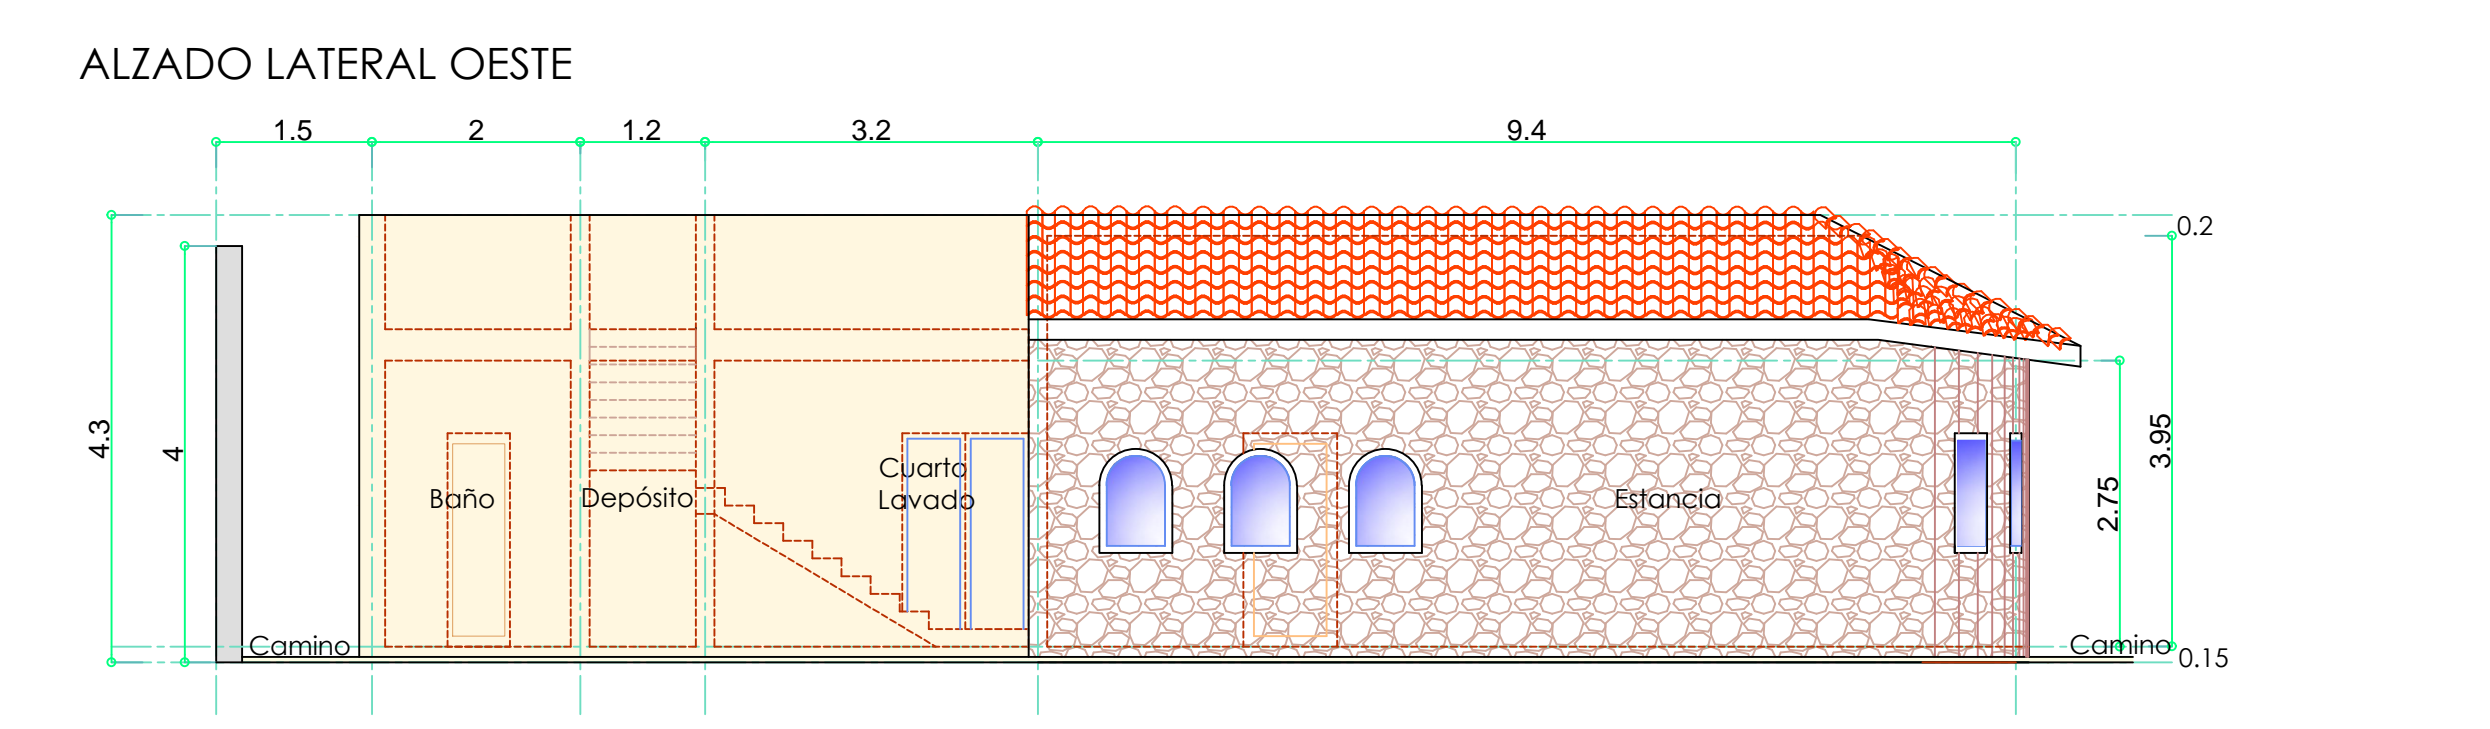 ALZADO LATERAL OESTE
1.5
2
1.2
3.2
9.4
0.2
4.3
4
3.95
2.75
Cuarta
Lavado
Baño
Depósito
Estancia
Camino
Camino
0.15